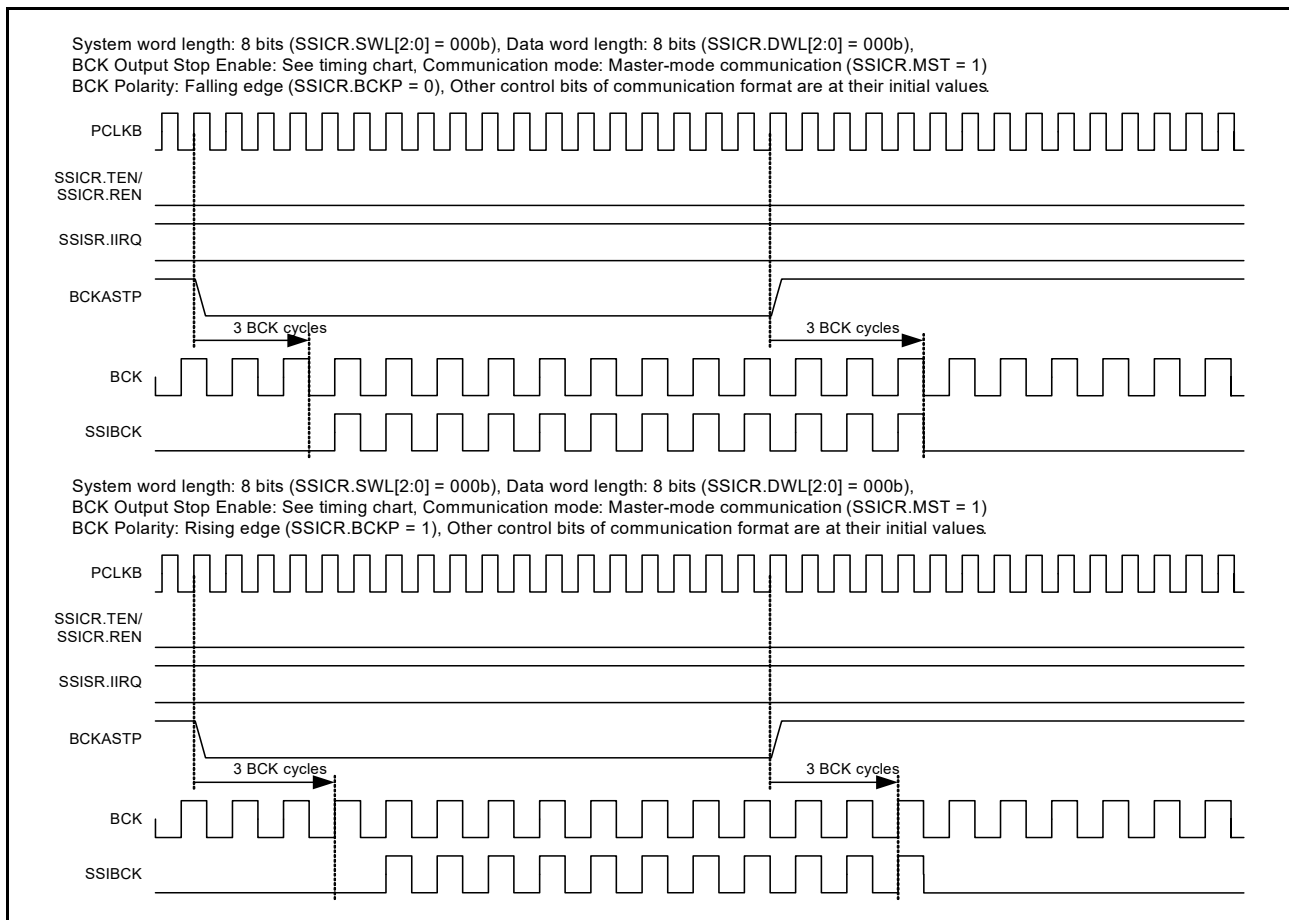 System word length: 8 bits (SSICR.SWL[2:0] = 000b), Data word length: 8 bits (SSICR.DWL[2:0] = 000b),
BCK Output Stop Enable: See timing chart, Communication mode: Master-mode communication (SSICR.MST = 1)
BCK Polarity: Falling edge (SSICR.BCKP = 0), Other control bits of communication format are at their initial values.
PCLKB
SSICR.TEN/
SSICR.REN
SSISR.IIRQ
BCKASTP
3 BCK cycles 3 BCK cycles
BCK
SSIBCK
System word length: 8 bits (SSICR.SWL[2:0] = 000b), Data word length: 8 bits (SSICR.DWL[2:0] = 000b),
BCK Output Stop Enable: See timing chart, Communication mode: Master-mode communication (SSICR.MST = 1)
BCK Polarity: Rising edge (SSICR.BCKP = 1), Other control bits of communication format are at their initial values.
PCLKB
SSICR.TEN/
SSICR.REN
SSISR.IIRQ
BCKASTP
3 BCK cycles 3 BCK cycles
BCK
SSIBCK